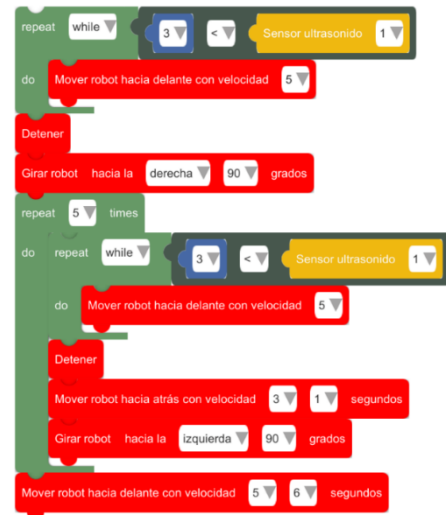 repeat while 3 < Sensor ultrasonido 1
do Mover robot hacia delante con velocidad 5
Detener
Girar robot hacia la derecha 90 grados
repeat 5 times
do repeat while 3 < Sensor ultrasonido 1
do Mover robot hacia delante con velocidad 5
Detener
Mover robot hacia atrás con velocidad 3 1 segundos
Girar robot hacia la izquierda 90 grados
Mover robot hacia delante con velocidad 5 6 segundos